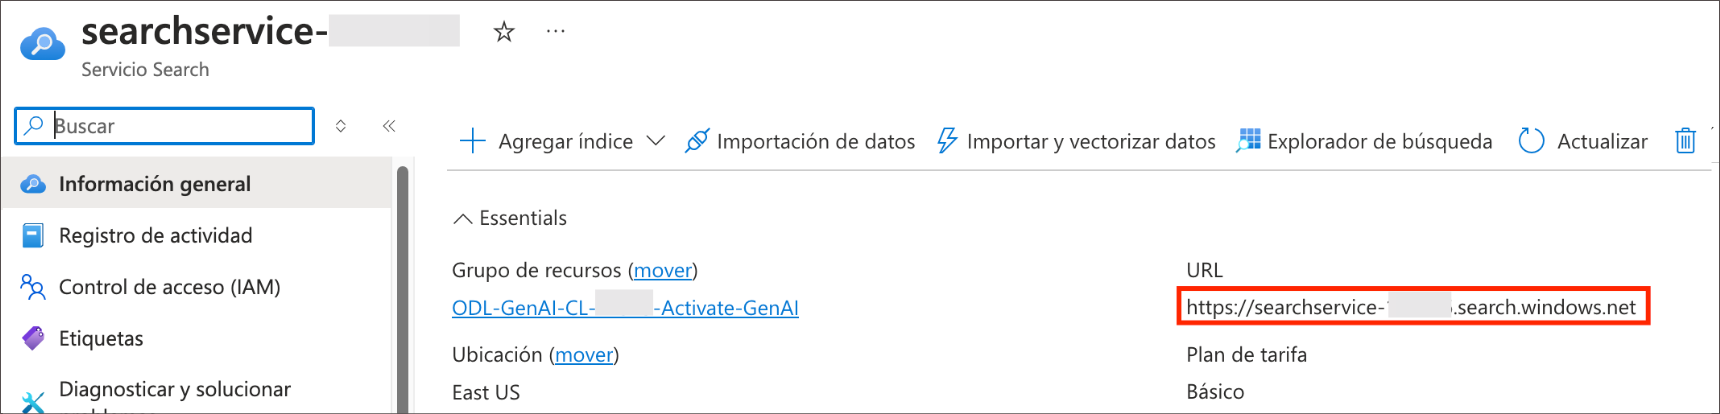 searchservice-
Servicio Search
Buscar
Agregar índice
Importación de datos
Importar y vectorizar datos
Explorador de búsqueda
Actualizar
Información general
Registro de actividad
Control de acceso (IAM)
Etiquetas
Diagnosticar y solucionar
Essentials
Grupo de recursos (mover)
ODL-GenAI-CL- -Activate-GenAI
Ubicación (mover)
East US
URL
https://searchservice- .search.windows.net
Plan de tarifa
Básico